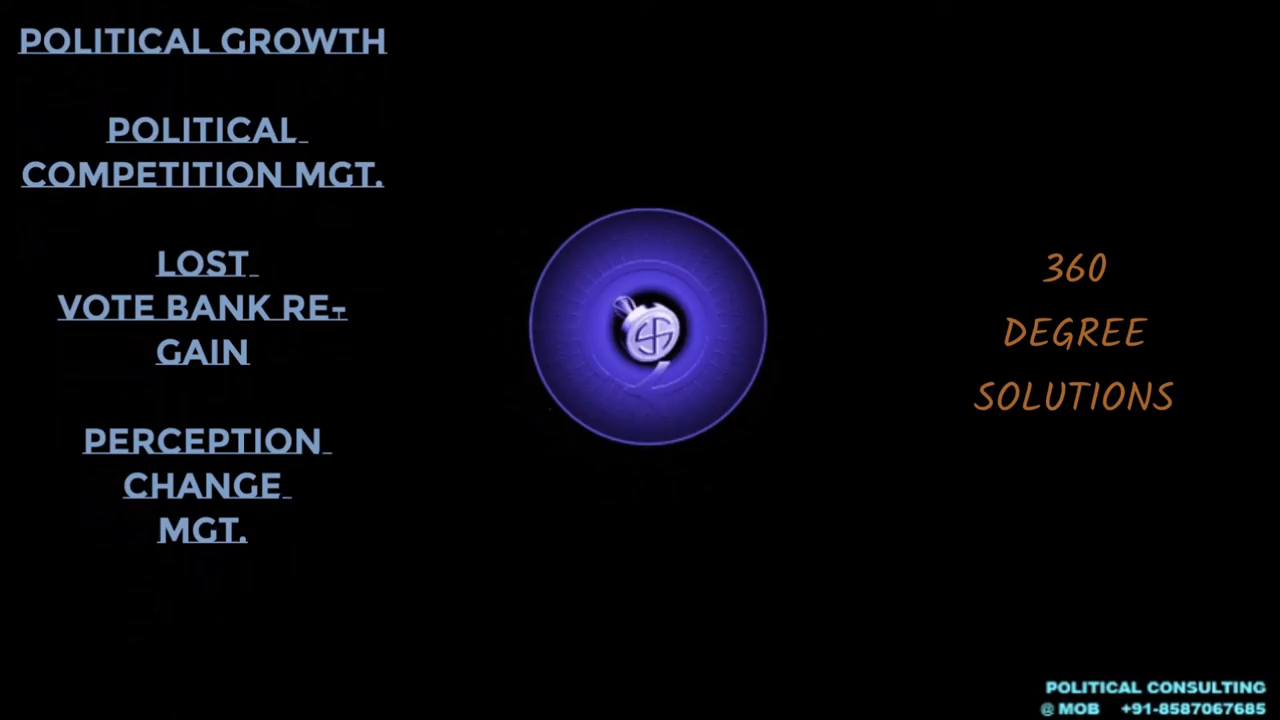 POLITICAL GROWTH
POLITICAL
COMPETITION MGT.
LOST
VOTE BANK RE-
GAIN
PERCEPTION
CHANGE
MGT.
360
DEGREE
SOLUTIONS
POLITICAL CONSULTING
@ MOB +91-8587067685